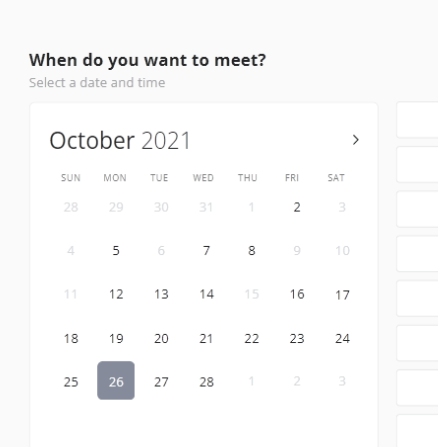 When do you want to meet?
Select a date and time
October 2021
SUN MON TUE WED THU FRI SAT
28 29 30 31 1 2 3
4 5 6 7 8 9 10
11 12 13 14 15 16 17
18 19 20 21 22 23 24
25 26 27 28 1 2 3